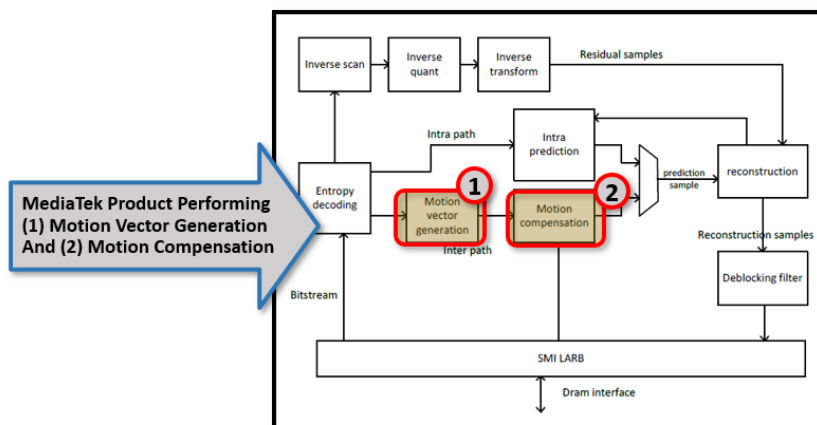 Inverse scan
Inverse
quant
Inverse
transform
Residual samples
Intra path
Intra
prediction
prediction
sample
reconstruction
Entropy
decoding
1
Motion
vector
generation
2
Motion
compensation
Inter path
MediaTek Product Performing
(1) Motion Vector Generation
And (2) Motion Compensation
Reconstruction samples
Deblocking filter
Bitstream
SMI LARB
Dram interface